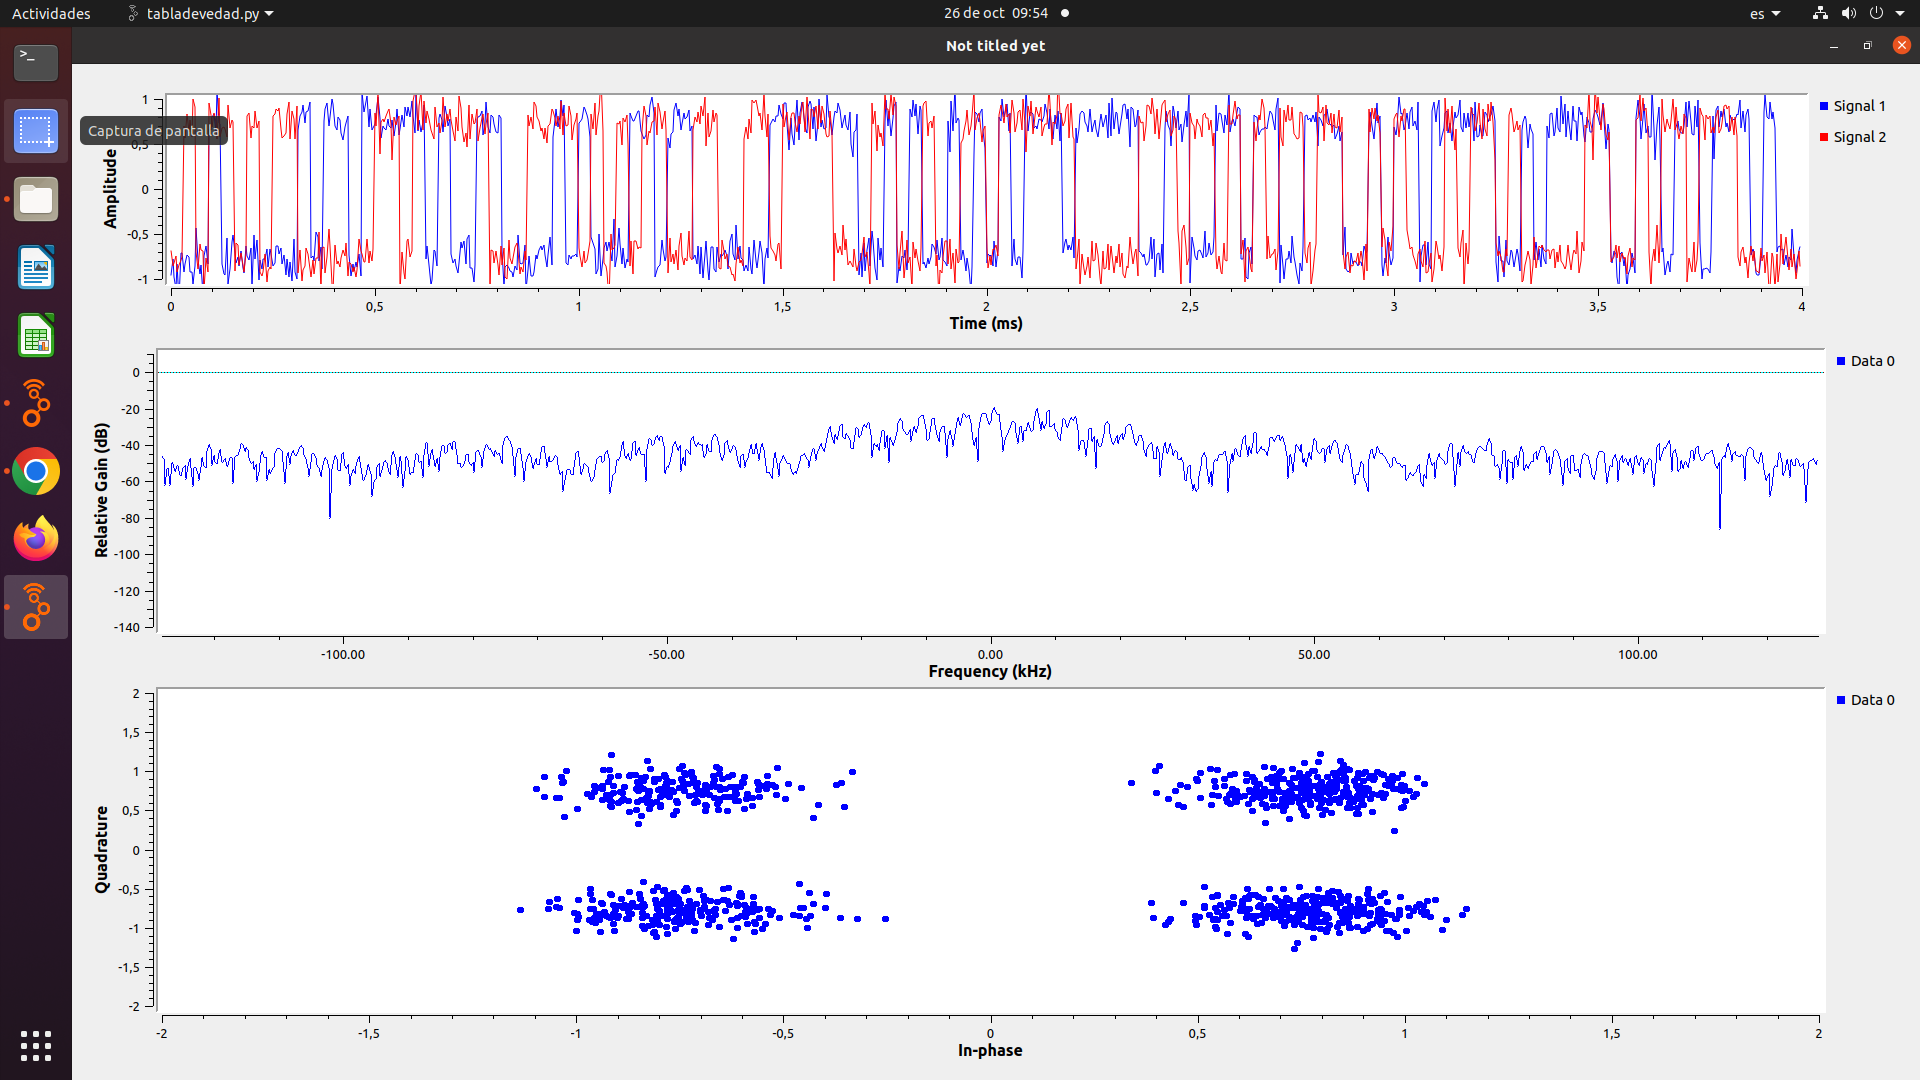 Actividades
tabladevedad.py
26 de oct 09:54
es
Not titled yet
Captura de pantalla
1
0,5
0
-0,5
-1
Amplitude
0 0,5 1 1,5 2 2,5 3 3,5 4
Time (ms)
Signal 1
Signal 2
0
-20
-40
-60
-80
-100
-120
-140
Relative Gain (dB)
-100.00 -50.00 0.00 50.00 100.00
Frequency (kHz)
Data 0
2
1,5
1
0,5
0
-0,5
-1
-1,5
-2
Quadrature
-2 -1,5 -1 -0,5 0 0,5 1 1,5 2
In-phase
Data 0